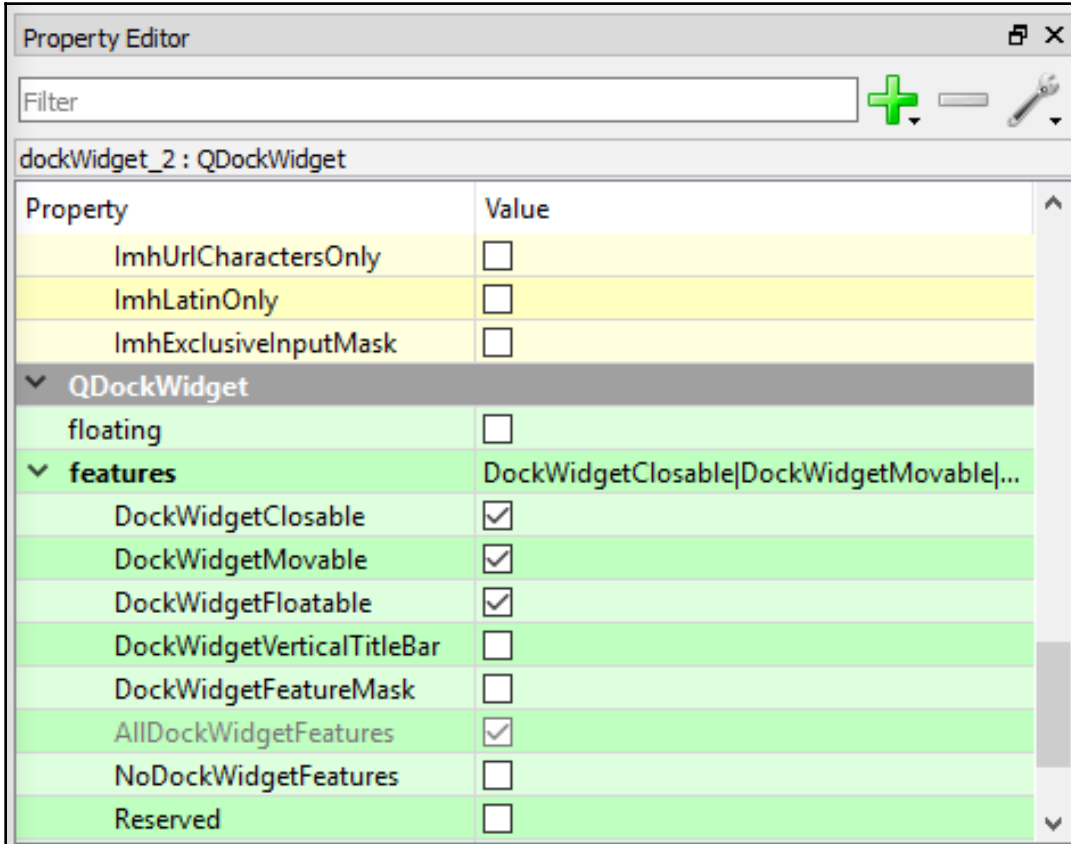 Property Editor
Filter
dockWidget_2 : QDockWidget
Property Value
ImhUrlCharactersOnly
ImhLatinOnly
ImhExclusiveInputMask
QDockWidget
floating
features DockWidgetClosable|DockWidgetMovable|...
DockWidgetClosable
DockWidgetMovable
DockWidgetFloatable
DockWidgetVerticalTitleBar
DockWidgetFeatureMask
AllDockWidgetFeatures
NoDockWidgetFeatures
Reserved